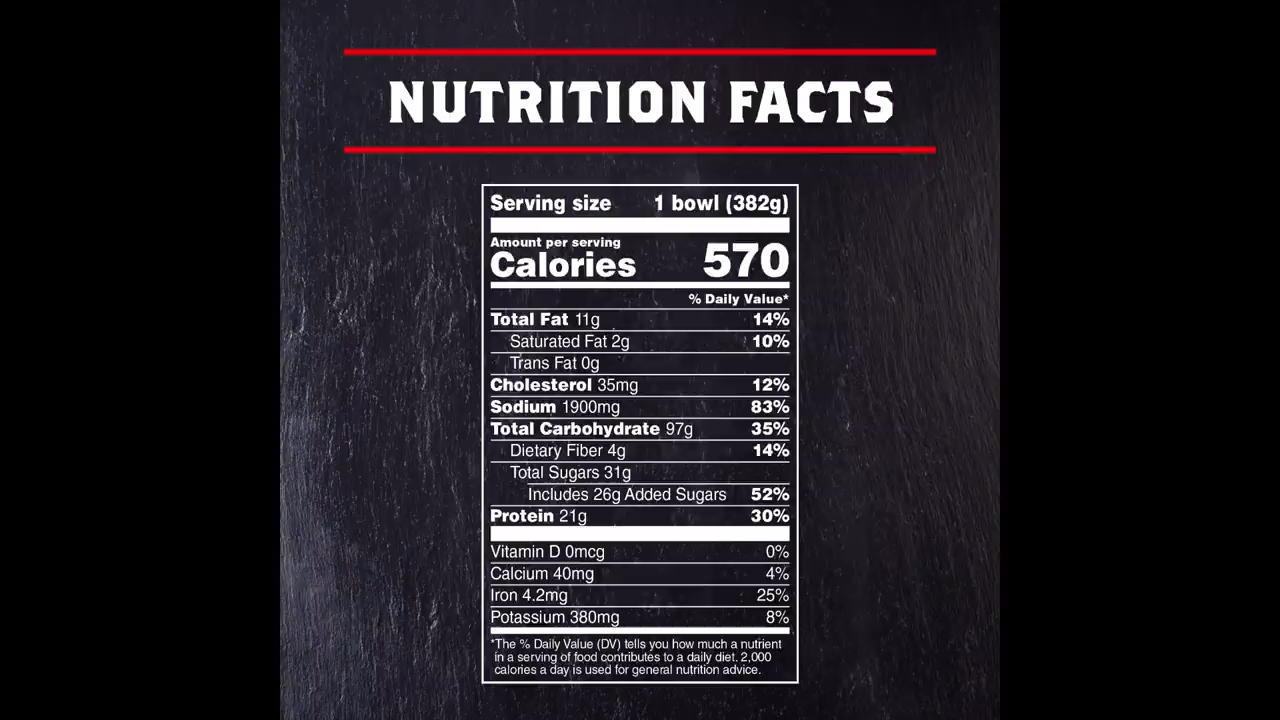 NUTRITION FACTS
Serving size 1 bowl (382g)
Amount per serving
Calories 570
% Daily Value*
Total Fat 11g 14%
Saturated Fat 2g 10%
Trans Fat 0g
Cholesterol 35mg 12%
Sodium 1900mg 83%
Total Carbohydrate 97g 35%
Dietary Fiber 4g 14%
Total Sugars 31g
Includes 26g Added Sugars 52%
Protein 21g 30%
Vitamin D 0mcg 0%
Calcium 40mg 4%
Iron 4.2mg 25%
Potassium 380mg 8%
*The % Daily Value (DV) tells you how much a nutrient
in a serving of food contributes to a daily diet. 2,000
calories a day is used for general nutrition advice.